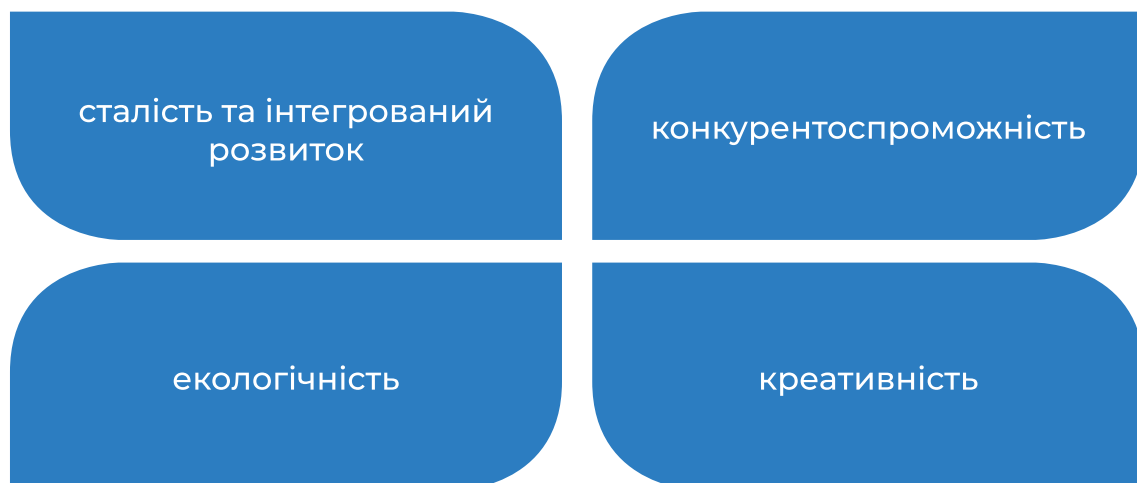 сталість та інтегрований
розвиток
конкурентоспроможність
екологічність
креативність